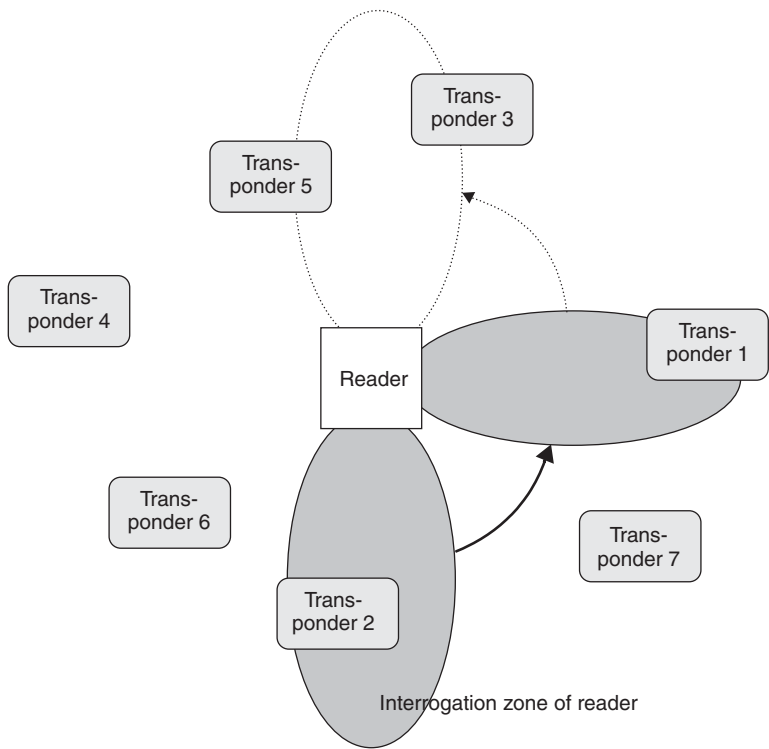 Trans-
ponder 3
Trans-
ponder 5
Trans-
ponder 4
Trans-
ponder 1
Reader
Trans-
ponder 6
Trans-
ponder 7
Trans-
ponder 2
Interrogation zone of reader